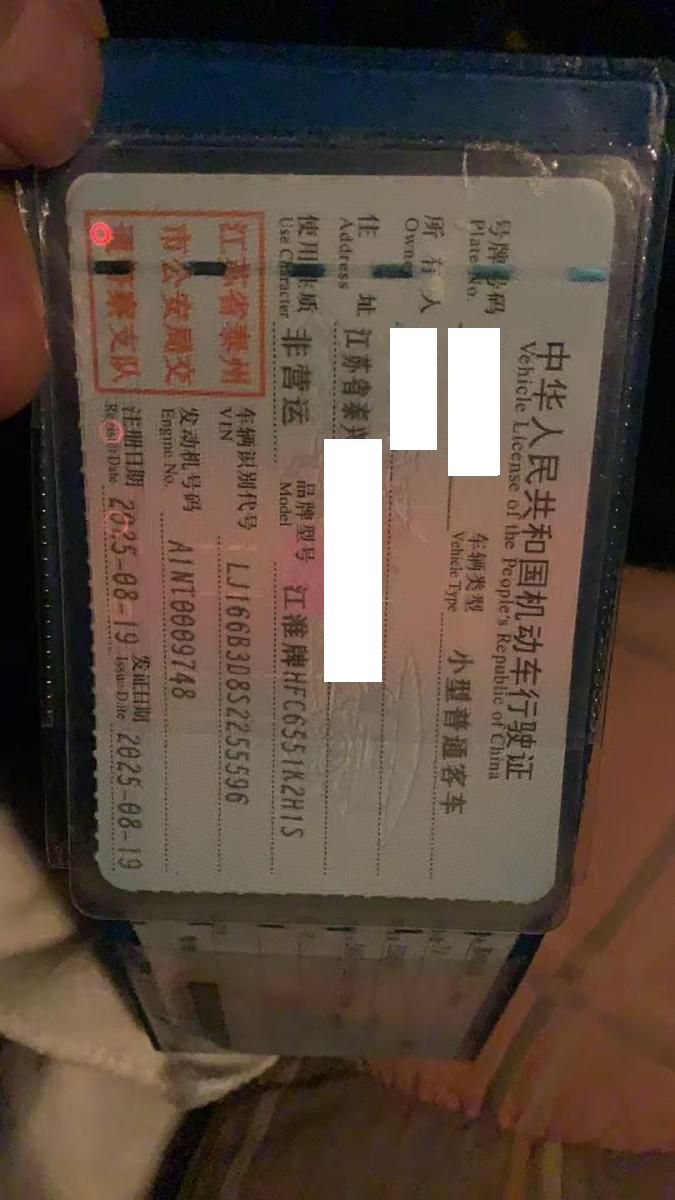 中华人民共和国机动车行驶证
Vehicle License of the People's Republic of China
号牌号码 车辆类型 小型普通客车
Plate No. Vehicle Type
所有人
Owner
住址 江苏省泰兴
Address
使用性质 非营运 品牌型号 江淮牌HFC6551K2H1S
Use Character Model
江苏省泰州
市公安局交
通警察支队
车辆识别代号 LJ166B3D8S2255596
VIN
发动机号码 A1NT0009748
Engine No.
注册日期 2025-08-19 发证日期 2025-08-19
Register Date Issue Date